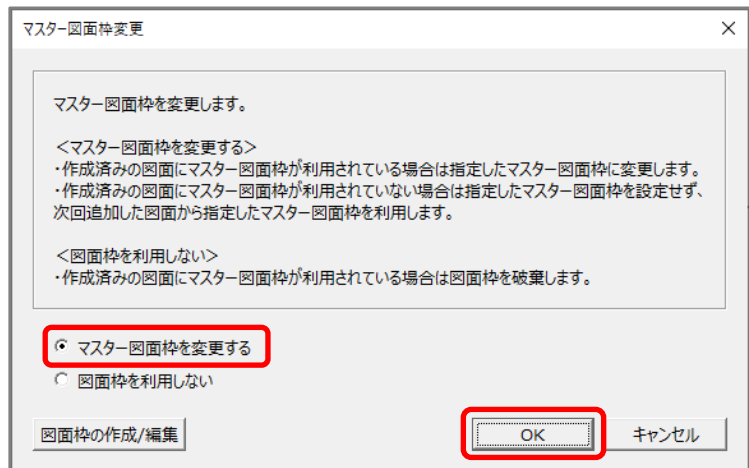 マスター図面枠変更
マスター図面枠を変更します。
＜マスター図面枠を変更する＞
・作成済みの図面にマスター図面枠が利用されている場合は指定したマスター図面枠に変更します。
・作成済みの図面にマスター図面枠が利用されていない場合は指定したマスター図面枠を設定せず、
次回追加した図面から指定したマスター図面枠を利用します。
＜図面枠を利用しない＞
・作成済みの図面にマスター図面枠が利用されている場合は図面枠を破棄します。
マスター図面枠を変更する
図面枠を利用しない
図面枠の作成/編集 OK キャンセル